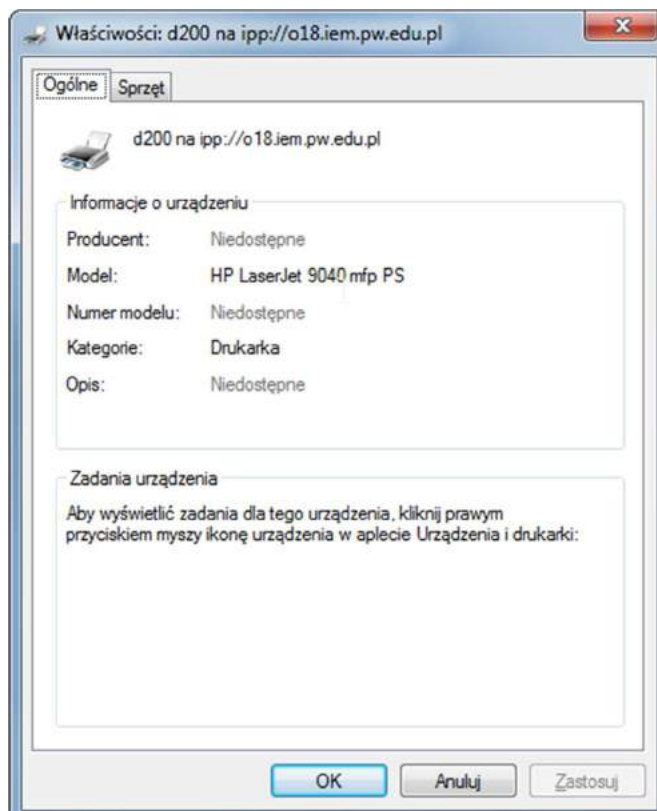 Właściwości: d200 na ipp://o18.iem.pw.edu.pl
Ogólne Sprzęt
d200 na ipp://o18.iem.pw.edu.pl
Informacje o urządzeniu
Producent: Niedostępne
Model: HP LaserJet 9040 mfp PS
Numer modelu: Niedostępne
Kategorie: Drukarka
Opis: Niedostępne
Zadania urządzenia
Aby wyświetlić zadania dla tego urządzenia, kliknij prawym
przyciskiem myszy ikonę urządzenia w aplecie Urządzenia i drukarki:
OK Anuluj Zastosuj